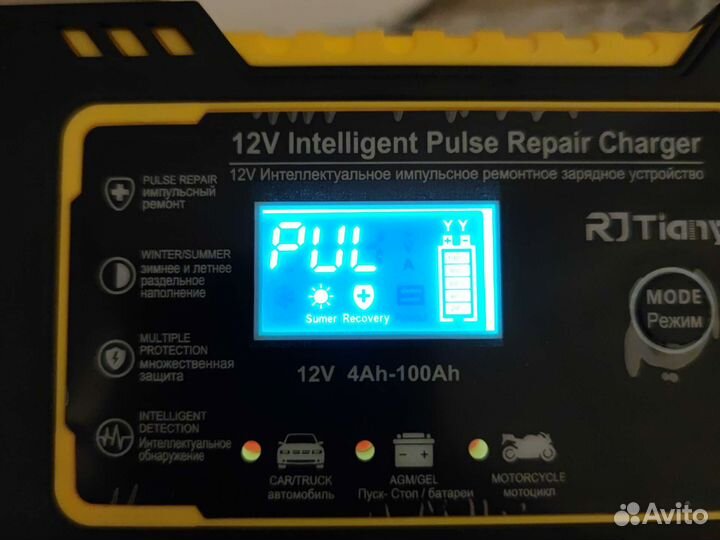 12V Intelligent Pulse Repair Charger
12V Интеллектуальное импульсное ремонтное зарядное устройство
PULSE REPAIR
импульсный
ремонт
WINTER/SUMMER
зимнее и летнее
раздельное
наполнение
MULTIPLE
PROTECTION
множественная
защита
INTELLIGENT
DETECTION
Интеллектуальное
обнаружение
PUL
Sumer Recovery
12V 4Ah-100Ah
RJTiany
MODE
Режим
CAR/TRUCK
автомобиль
AGM/GEL
Пуск- Стоп / батареи
MOTORCYCLE
мотоцикл
Avito